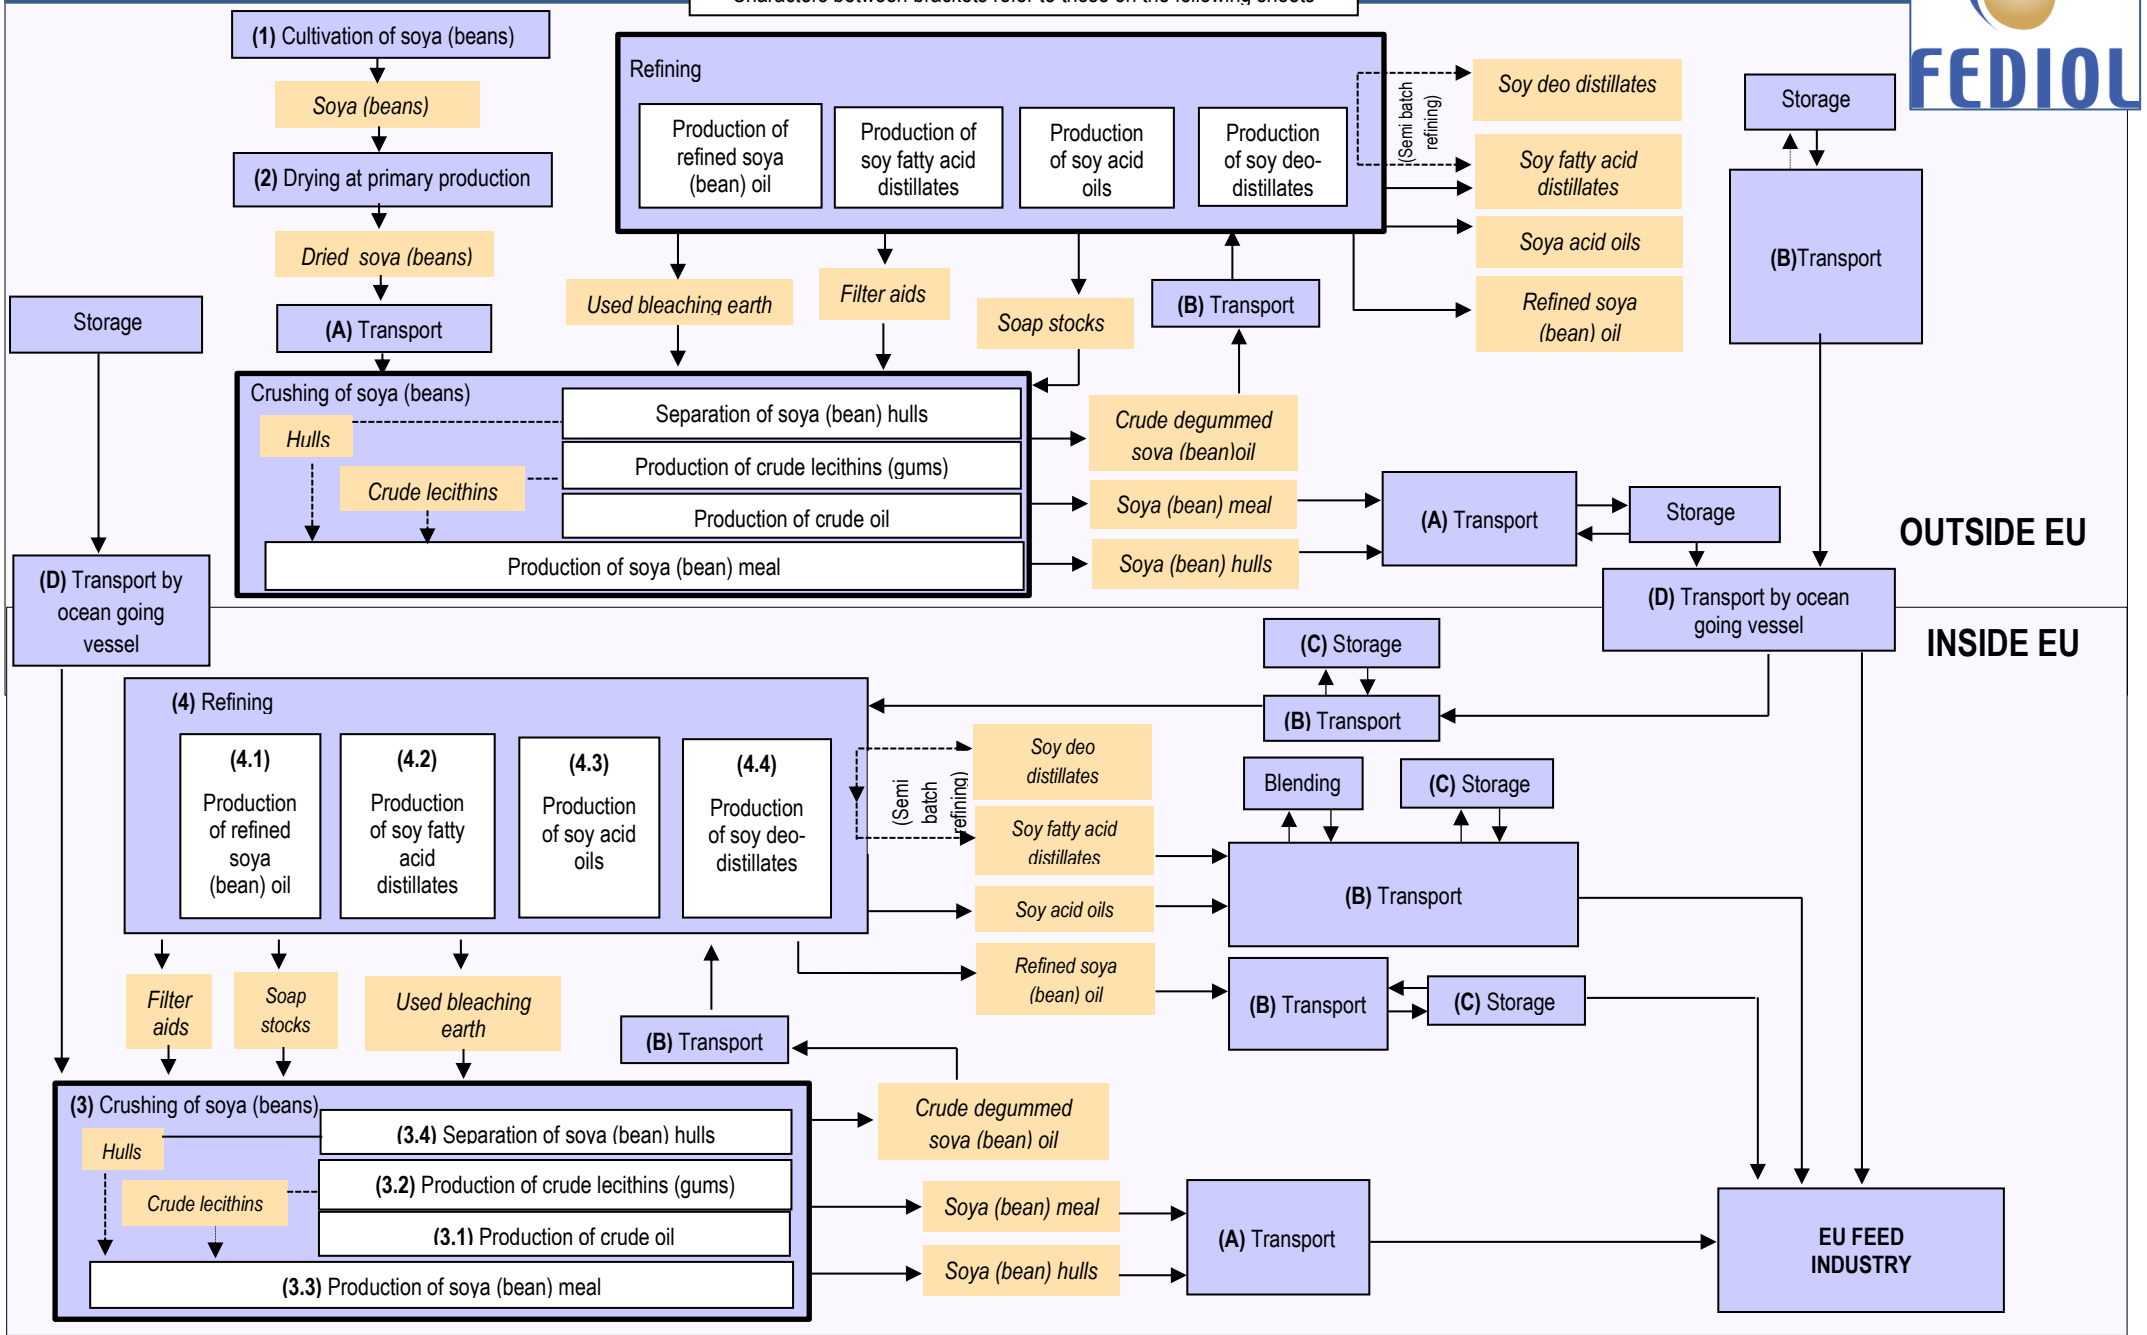 Characters between brackets refer to those on the following sheets
FEDIOL
(1) Cultivation of soya (beans)
Soya (beans)
(2) Drying at primary production
Dried soya (beans)
(A) Transport
Storage
(D) Transport by
ocean going
vessel
Refining
Production of
refined soya
(bean) oil
Production of
soy fatty acid
distillates
Production
of soy acid
oils
Production
of soy deo-
distillates
(Semi batch
refining)
Soy deo distillates
Soy fatty acid
distillates
Soya acid oils
Refined soya
(bean) oil
Storage
(B)Transport
Used bleaching earth
Filter aids
Soap stocks
(B) Transport
Crushing of soya (beans)
Hulls
Crude lecithins
Separation of soya (bean) hulls
Production of crude lecithins (gums)
Production of crude oil
Production of soya (bean) meal
Crude degummed
soya (bean)oil
Soya (bean) meal
Soya (bean) hulls
(A) Transport
Storage
OUTSIDE EU
(D) Transport by ocean
going vessel
INSIDE EU
(C) Storage
(B) Transport
(4) Refining
(4.1)
Production
of refined
soya
(bean) oil
(4.2)
Production
of soy fatty
acid
distillates
(4.3)
Production
of soy acid
oils
(4.4)
Production
of soy deo-
distillates
(Semi
batch
refining)
Soy deo
distillates
Soy fatty acid
distillates
Soy acid oils
Refined soya
(bean) oil
Blending
(C) Storage
(B) Transport
(B) Transport
(C) Storage
Filter
aids
Soap
stocks
Used bleaching
earth
(B) Transport
(3) Crushing of soya (beans)
Hulls
Crude lecithins
(3.4) Separation of soya (bean) hulls
(3.2) Production of crude lecithins (gums)
(3.1) Production of crude oil
(3.3) Production of soya (bean) meal
Crude degummed
soya (bean) oil
Soya (bean) meal
Soya (bean) hulls
(A) Transport
EU FEED
INDUSTRY